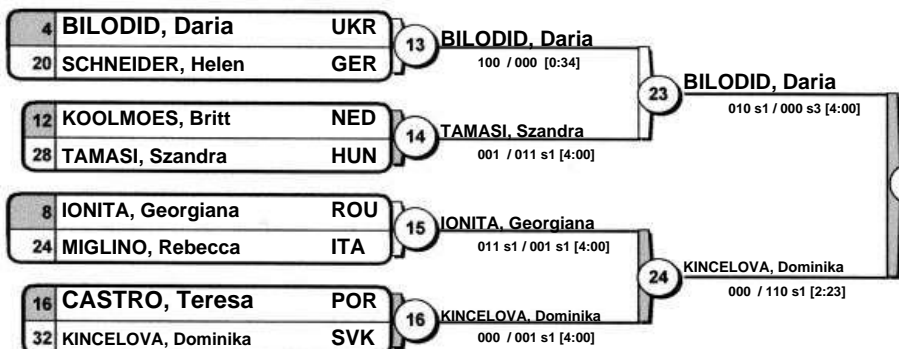 4 BILODID, Daria UKR
20 SCHNEIDER, Helen GER
13 BILODID, Daria
100 / 000 [0:34]
12 KOOLMOES, Britt NED
28 TAMASI, Szandra HUN
14 TAMASI, Szandra
001 / 011 s1 [4:00]
23 BILODID, Daria
010 s1 / 000 s3 [4:00]
8 IONITA, Georgiana ROU
24 MIGLINO, Rebecca ITA
15 IONITA, Georgiana
011 s1 / 001 s1 [4:00]
16 CASTRO, Teresa POR
32 KINCELOVA, Dominika SVK
16 KINCELOVA, Dominika
000 / 001 s1 [4:00]
24 KINCELOVA, Dominika
000 / 110 s1 [2:23]